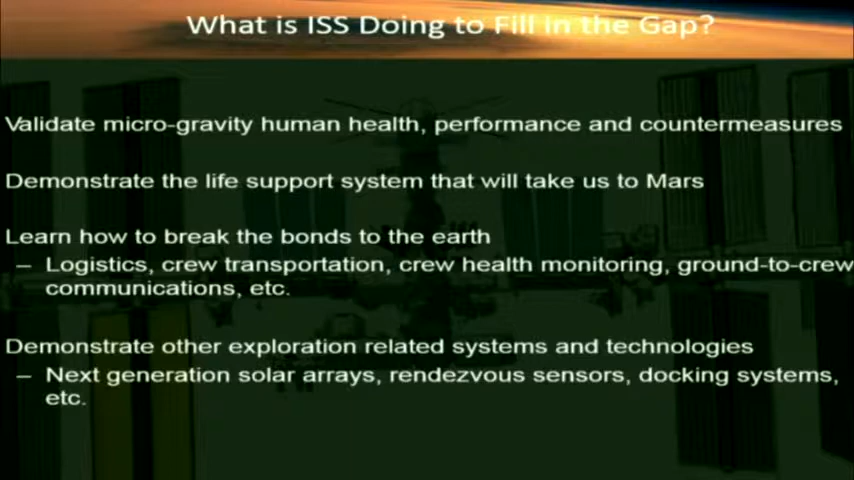 What is ISS Doing to Fill in the Gap?
Validate micro-gravity human health, performance and countermeasures
Demonstrate the life support system that will take us to Mars
Learn how to break the bonds to the earth
– Logistics, crew transportation, crew health monitoring, ground-to-crew
communications, etc.
Demonstrate other exploration related systems and technologies
– Next generation solar arrays, rendezvous sensors, docking systems,
etc.